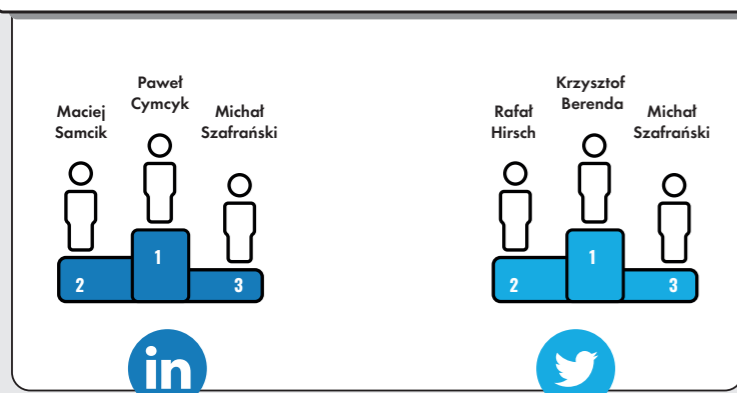 Paweł
Cymcyk
Maciej
Samcik
Michał
Szafrański
1
2
3
in
Krzysztof
Berenda
Rafał
Hirsch
Michał
Szafrański
1
2
3